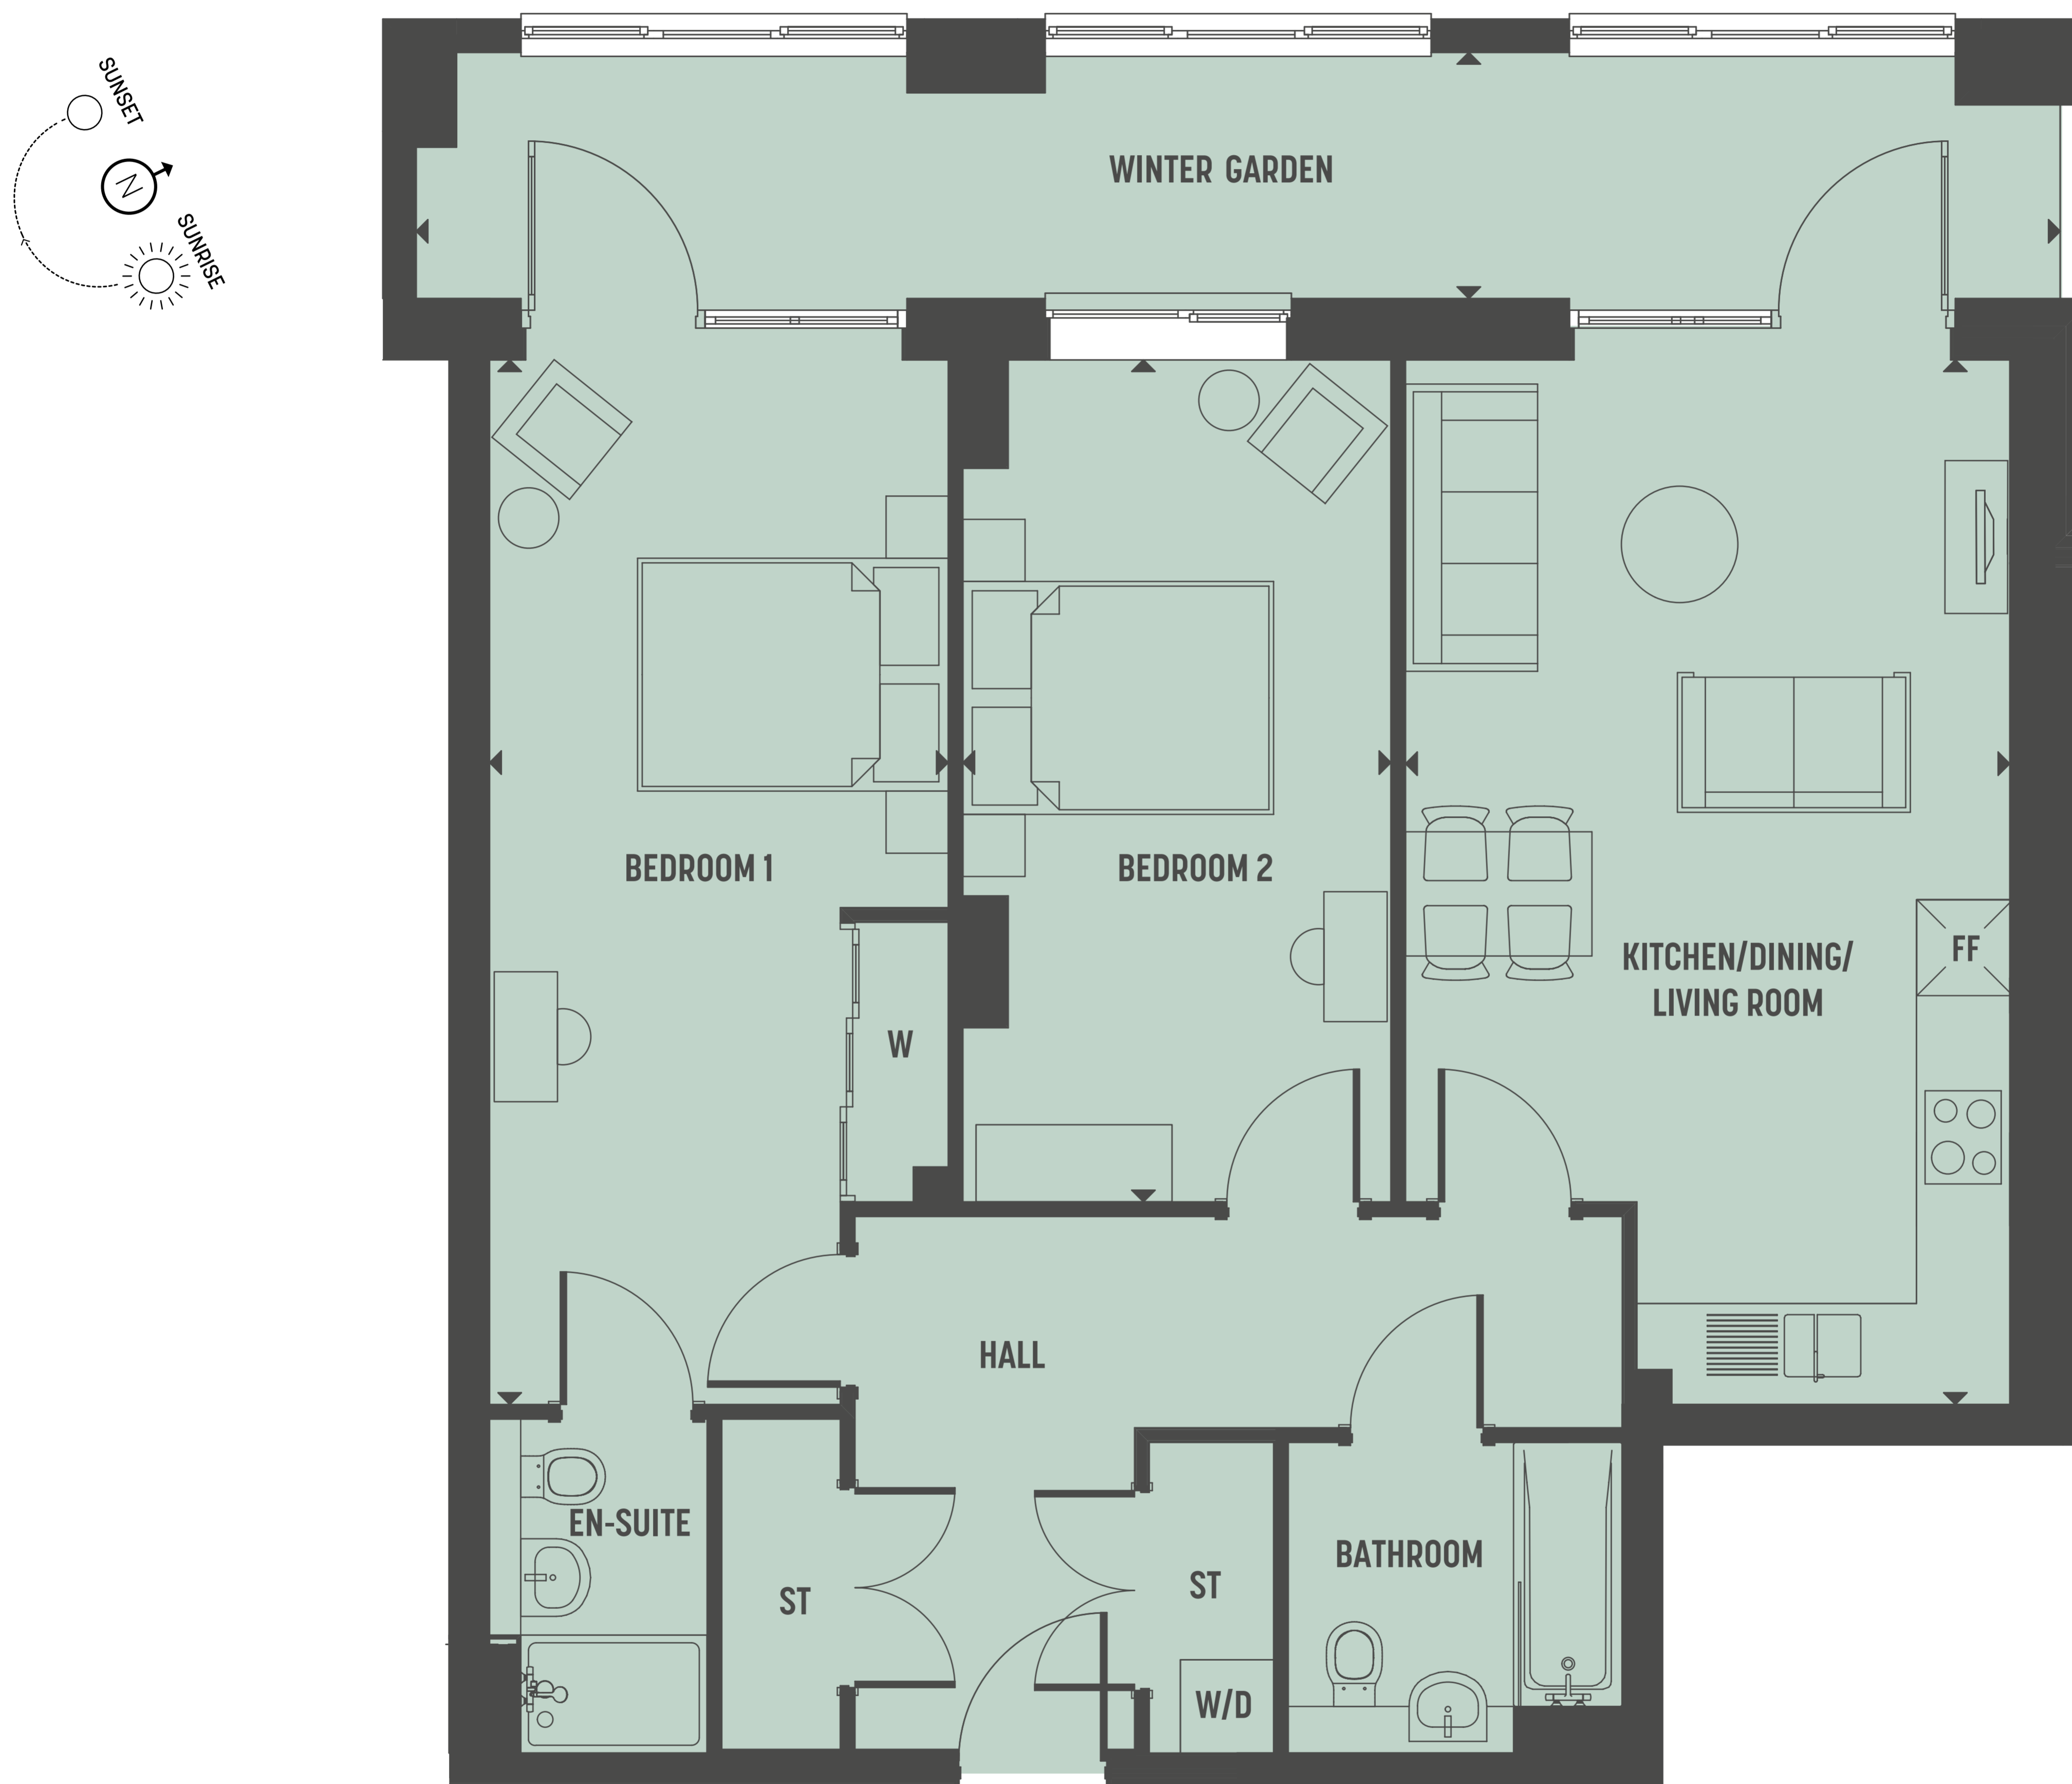 SUNSET
N
SUNRISE
WINTER GARDEN
BEDROOM 1
BEDROOM 2
KITCHEN/DINING/
LIVING ROOM
FF
W
HALL
EN-SUITE
ST
ST
BATHROOM
W/D